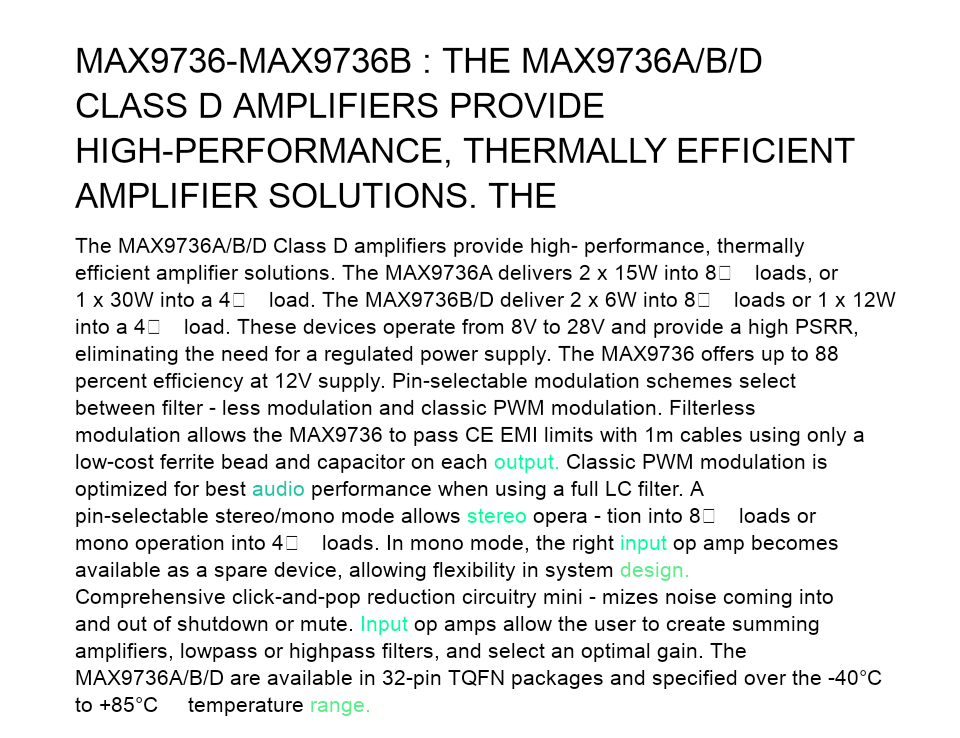 MAX9736-MAX9736B : THE MAX9736A/B/D
CLASS D AMPLIFIERS PROVIDE
HIGH-PERFORMANCE, THERMALLY EFFICIENT
AMPLIFIER SOLUTIONS. THE
The MAX9736A/B/D Class D amplifiers provide high- performance, thermally
efficient amplifier solutions. The MAX9736A delivers 2 x 15W into 8□ loads, or
1 x 30W into a 4□ load. The MAX9736B/D deliver 2 x 6W into 8□ loads or 1 x 12W
into a 4□ load. These devices operate from 8V to 28V and provide a high PSRR,
eliminating the need for a regulated power supply. The MAX9736 offers up to 88
percent efficiency at 12V supply. Pin-selectable modulation schemes select
between filter - less modulation and classic PWM modulation. Filterless
modulation allows the MAX9736 to pass CE EMI limits with 1m cables using only a
low-cost ferrite bead and capacitor on each output. Classic PWM modulation is
optimized for best audio performance when using a full LC filter. A
pin-selectable stereo/mono mode allows stereo opera - tion into 8□ loads or
mono operation into 4□ loads. In mono mode, the right input op amp becomes
available as a spare device, allowing flexibility in system design.
Comprehensive click-and-pop reduction circuitry mini - mizes noise coming into
and out of shutdown or mute. Input op amps allow the user to create summing
amplifiers, lowpass or highpass filters, and select an optimal gain. The
MAX9736A/B/D are available in 32-pin TQFN packages and specified over the -40°C
to +85°C temperature range.